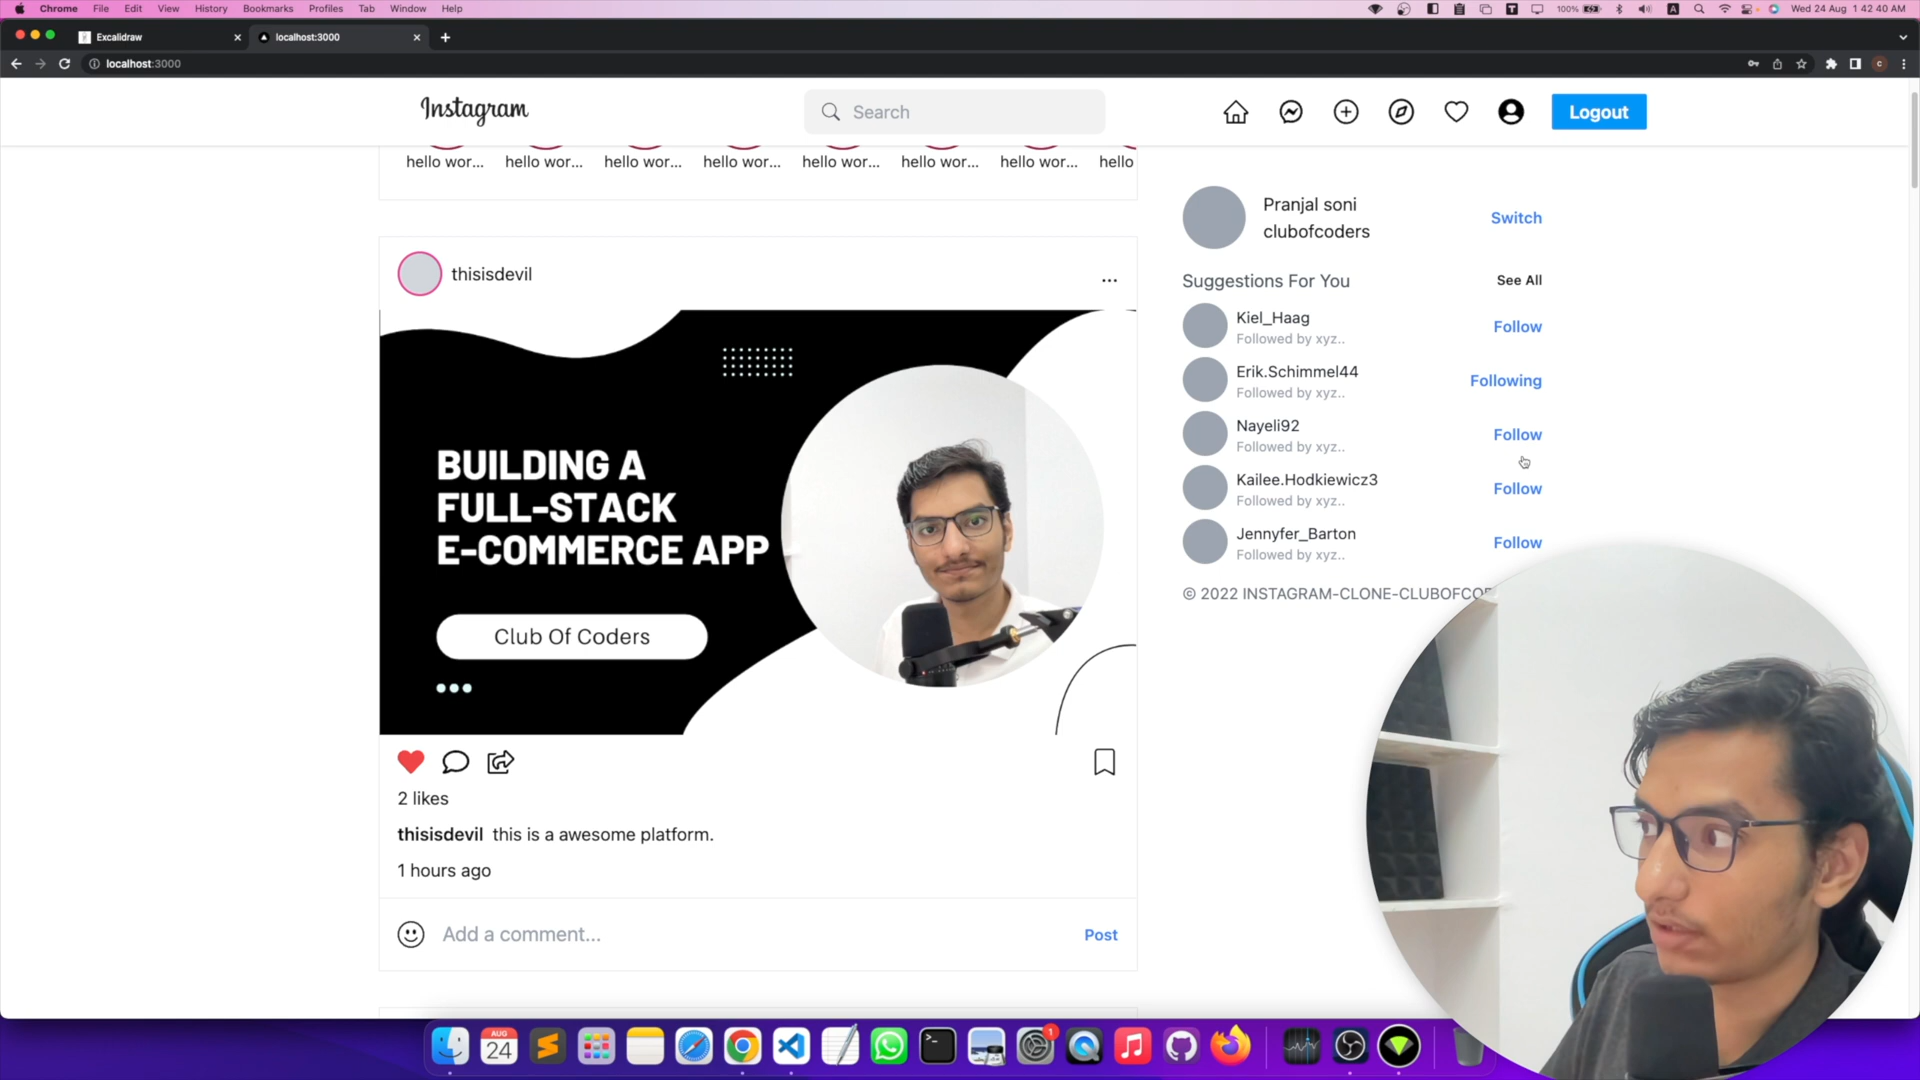 Chrome File Edit View History Bookmarks Profiles Tab Window Help
100% Wed 24 Aug 1 42 40 AM
Excalidraw
localhost:3000
localhost:3000
Instagram
Search
Logout
hello wor... hello wor... hello wor... hello wor... hello wor... hello wor... hello wor... hello
thisisdevil
...
BUILDING A
FULL-STACK
E-COMMERCE APP
Club Of Coders
2 likes
thisisdevil this is a awesome platform.
1 hours ago
Add a comment...
Post
Pranjal soni
clubofcoders
Switch
Suggestions For You
See All
Kiel_Haag
Followed by xyz..
Follow
Erik.Schimmel44
Followed by xyz..
Following
Nayeli92
Followed by xyz..
Follow
Kailee.Hodkiewicz3
Followed by xyz..
Follow
Jennyfer_Barton
Followed by xyz..
Follow
© 2022 INSTAGRAM-CLONE-CLUBOFCO
AUG
24
1